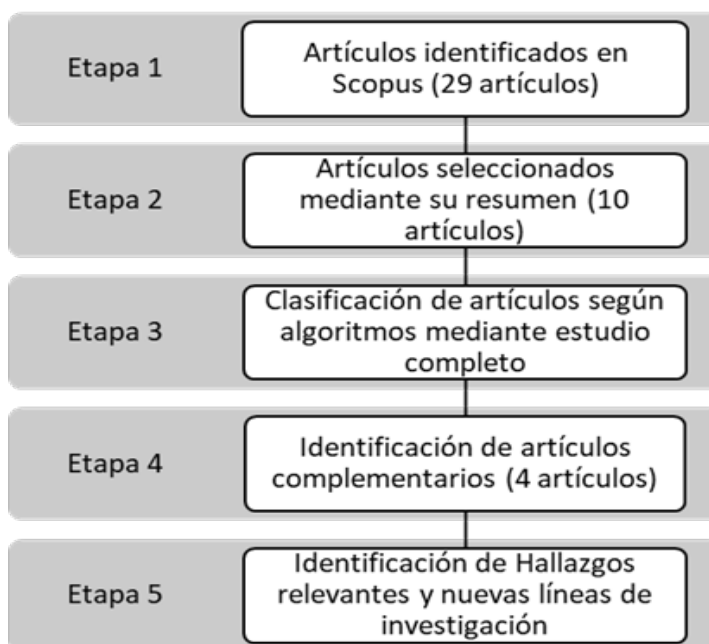 Etapa 1
Artículos identificados en
Scopus (29 artículos)
Etapa 2
Artículos seleccionados
mediante su resumen (10
artículos)
Etapa 3
Clasificación de artículos según
algoritmos mediante estudio
completo
Etapa 4
Identificación de artículos
complementarios (4 artículos)
Etapa 5
Identificación de Hallazgos
relevantes y nuevas líneas de
investigación